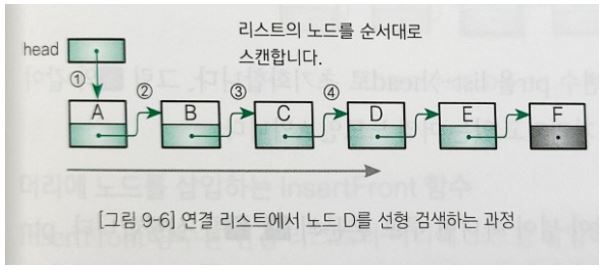 리스트의 노드를 순서대로
스캔합니다.
head
① ② ③ ④
A B C D E F
[그림 9-6] 연결 리스트에서 노드 D를 선형 검색하는 과정